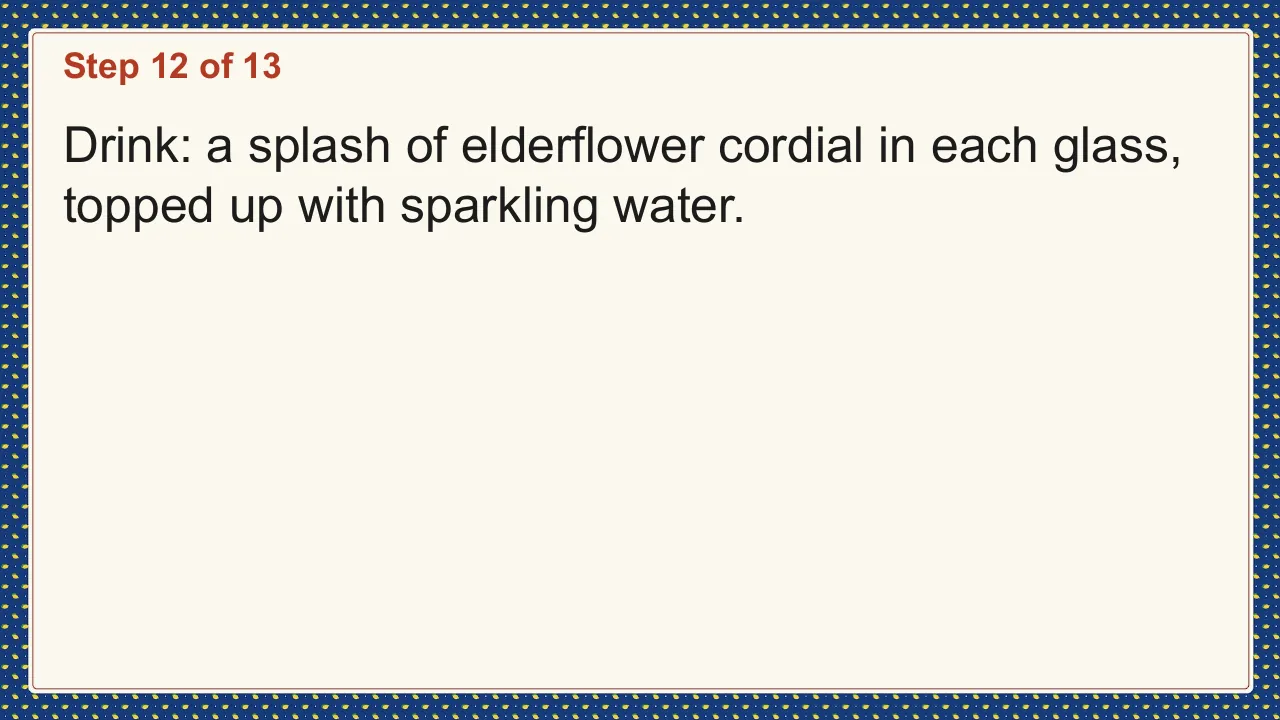 Step 12 of 13
Drink: a splash of elderflower cordial in each glass,
topped up with sparkling water.